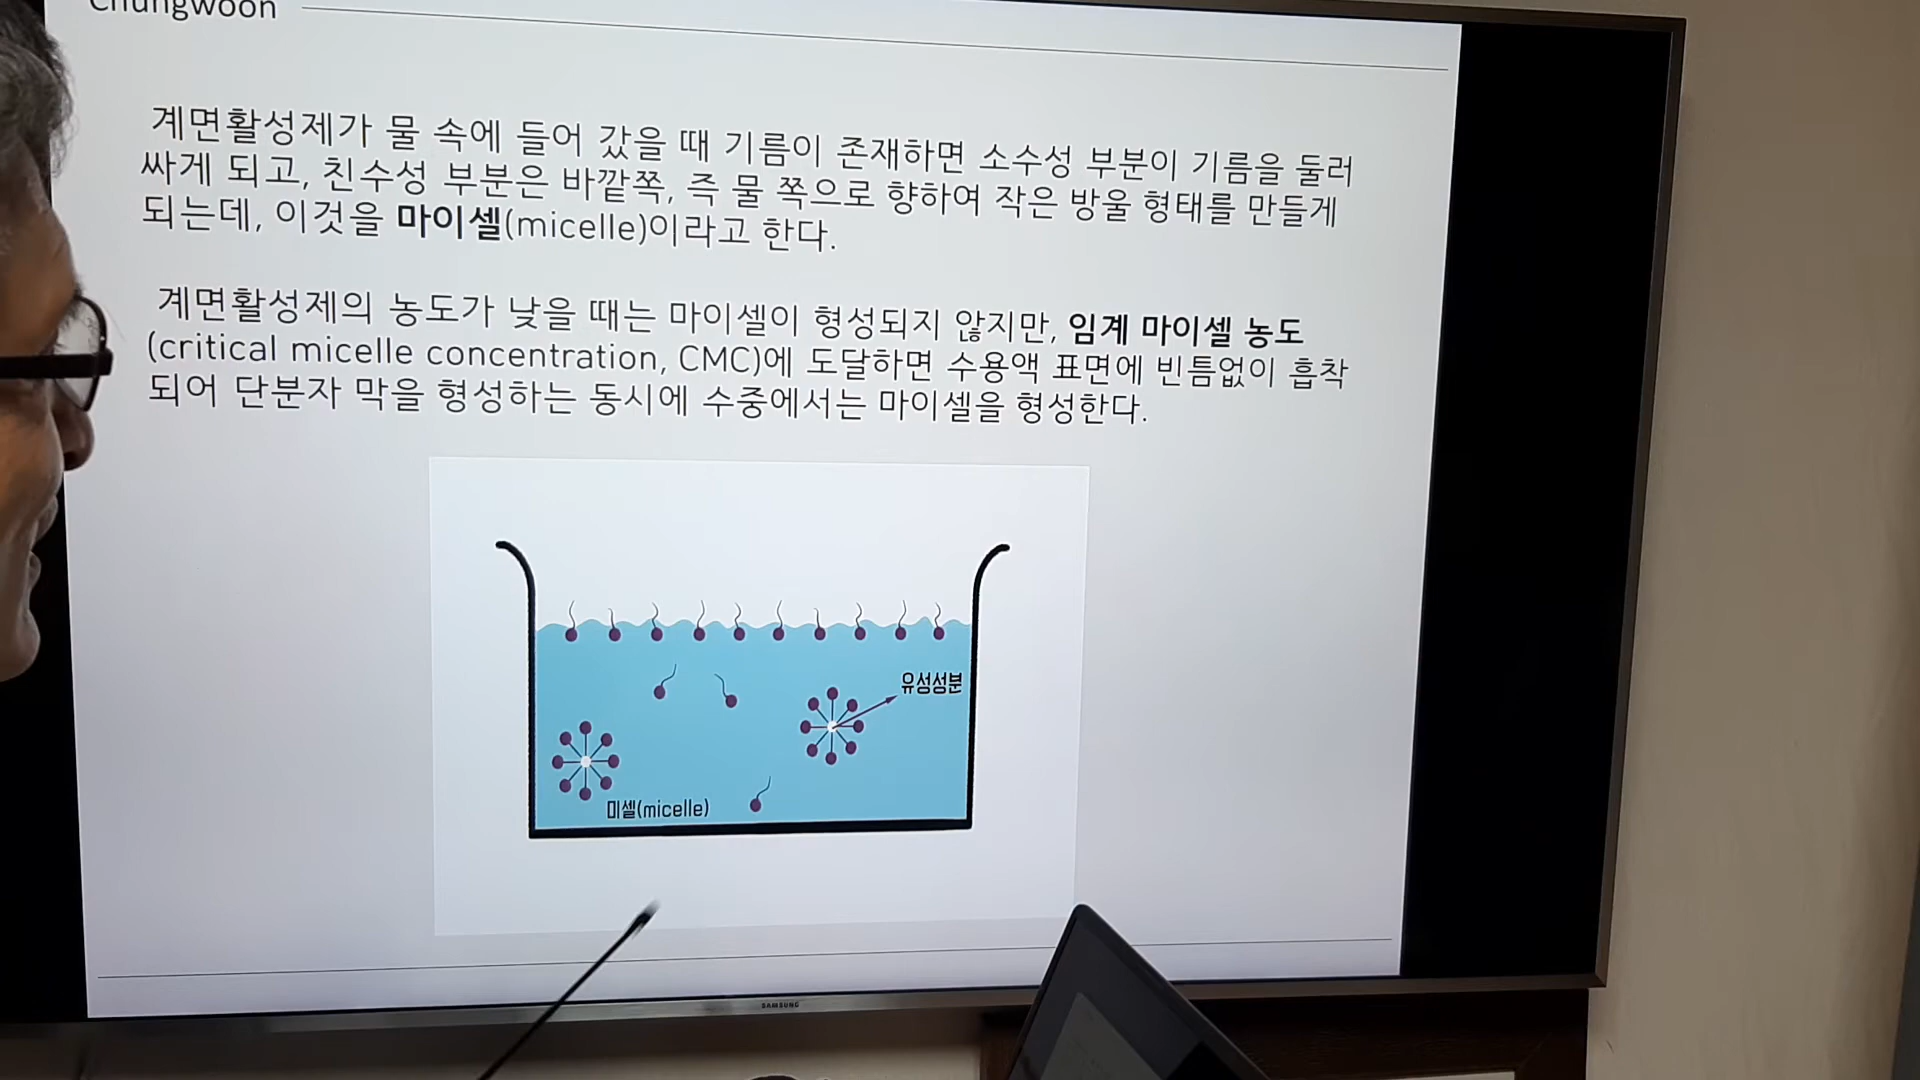 Chungwoon
계면활성제가 물 속에 들어 갔을 때 기름이 존재하면 소수성 부분이 기름을 둘러
싸게 되고, 친수성 부분은 바깥쪽, 즉 물 쪽으로 향하여 작은 방울 형태를 만들게
되는데, 이것을 마이셀(micelle)이라고 한다.
계면활성제의 농도가 낮을 때는 마이셀이 형성되지 않지만, 임계 마이셀 농도
(critical micelle concentration, CMC)에 도달하면 수용액 표면에 빈틈없이 흡착
되어 단분자 막을 형성하는 동시에 수중에서는 마이셀을 형성한다.
유성성분
미셀(micelle)
SAMSUNG